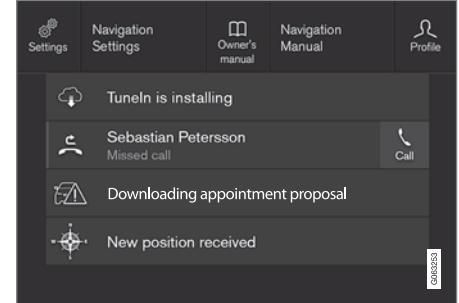 Settings
Navigation
Settings
Owner's
manual
Navigation
Manual
Profile
TuneIn is installing
Sebastian Petersson
Missed call
Call
Downloading appointment proposal
New position received
G063253